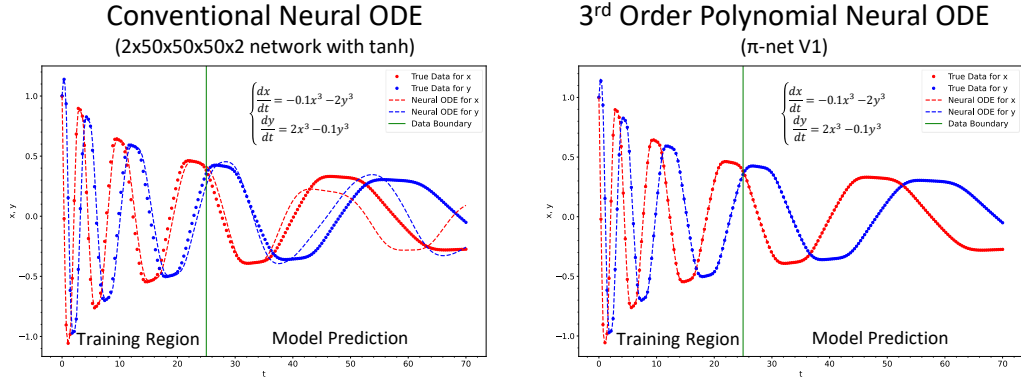 Conventional Neural ODE
(2x50x50x50x2 network with tanh)
1.0
0.5
0.0
−0.5
−1.0
x, y
0 10 20 30 40 50 60 70
t
dx/dt = −0.1x³ −2y³
dy/dt = 2x³ −0.1y³
True Data for x
True Data for y
Neural ODE for x
Neural ODE for y
Data Boundary
Training Region
Model Prediction
3rd Order Polynomial Neural ODE
(π-net V1)
1.0
0.5
0.0
−0.5
−1.0
x, y
0 10 20 30 40 50 60 70
t
dx/dt = −0.1x³ −2y³
dy/dt = 2x³ −0.1y³
True Data for x
True Data for y
Neural ODE for x
Neural ODE for y
Data Boundary
Training Region
Model Prediction